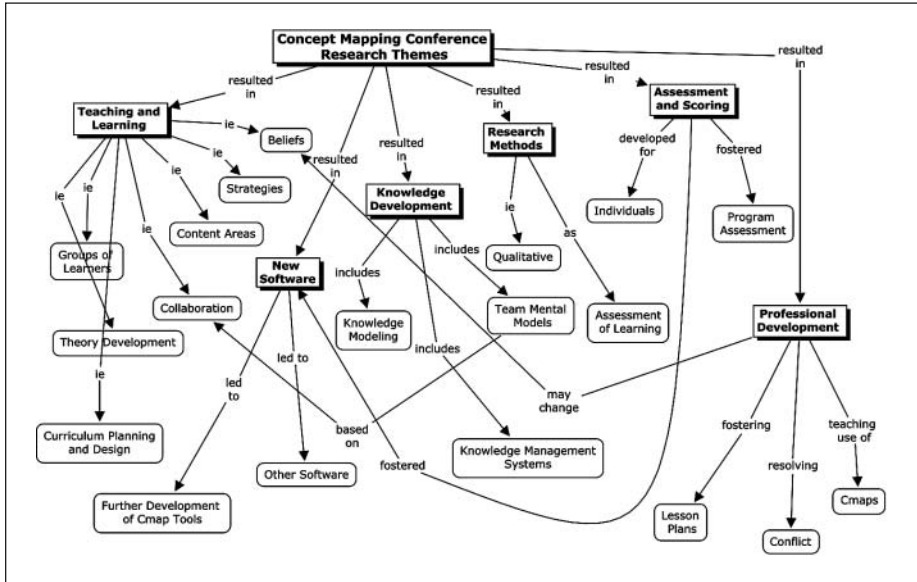 Concept Mapping Conference
Research Themes
resulted
in
resulted
in
resulted
in
resulted
in
resulted
in
resulted
in
Teaching and
Learning
ie
Beliefs
ie
Strategies
ie
Content Areas
ie
Groups of
Learners
ie
Theory Development
ie
Collaboration
ie
Curriculum Planning
and Design
New
Software
led
to
Further Development
of Cmap Tools
led to
Other Software
Knowledge
Development
includes
Knowledge
Modeling
includes
Team Mental
Models
includes
Knowledge Management
Systems
based
on
Research
Methods
ie
Qualitative
as
Assessment
of Learning
Assessment
and Scoring
developed
for
Individuals
fostered
Program
Assessment
fostered
Professional
Development
may
change
fostering
Lesson
Plans
resolving
Conflict
teaching
use of
Cmaps